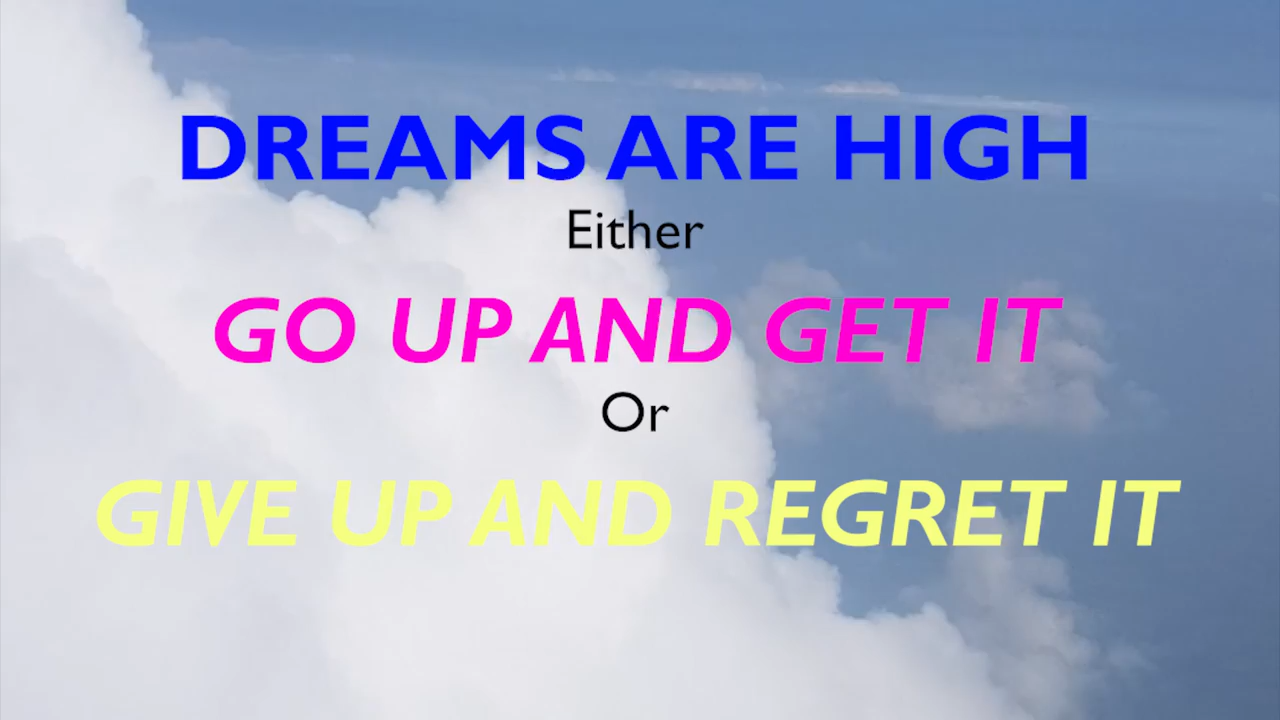 DREAMS ARE HIGH
Either
GO UP AND GET IT
Or
GIVE UP AND REGRET IT